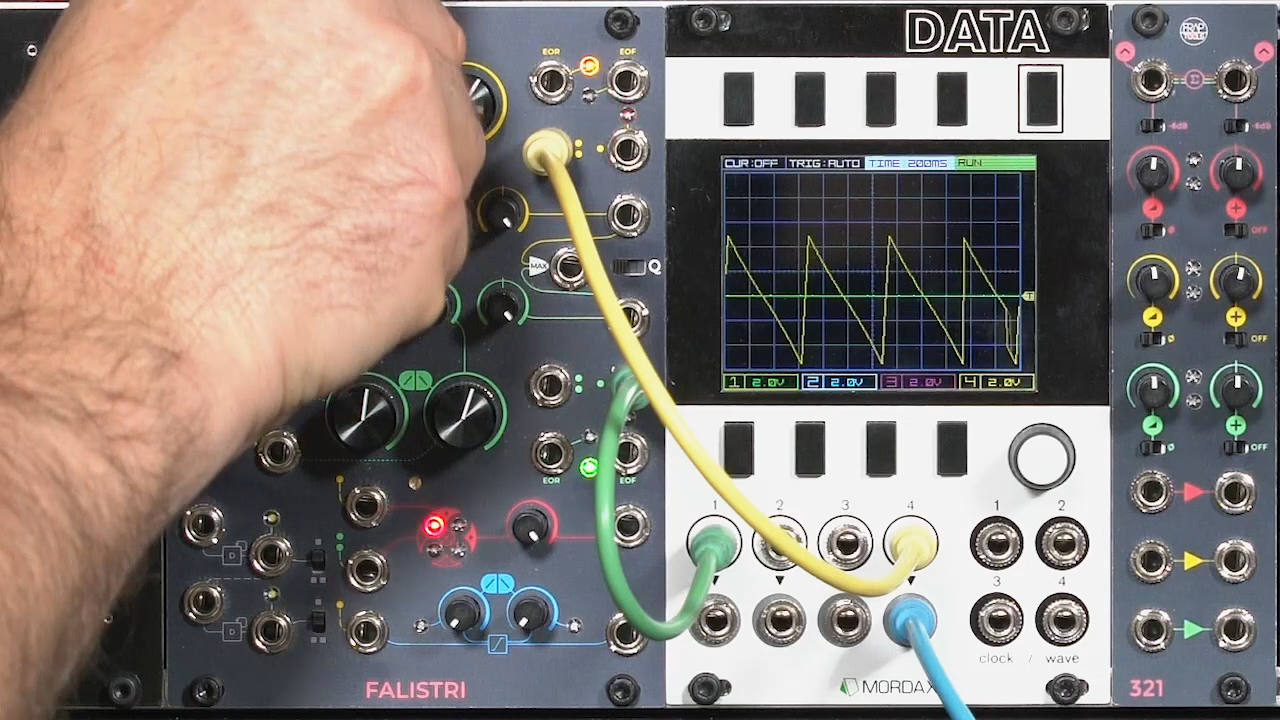 DATA
EOR
EOF
FRAP
TOOLS
Σ
-6dB
-6dB
CUR:OFF TRIG:AUTO TIME 200MS RUN
OFF
MAX
Q
T
OFF
1 2.0V 2 2.0V 3 2.0V 4 2.0V
OFF
EOR
EOF
1 2 3 4
1 2
3 4
clock / wave
FALISTRI
MORDAX
321